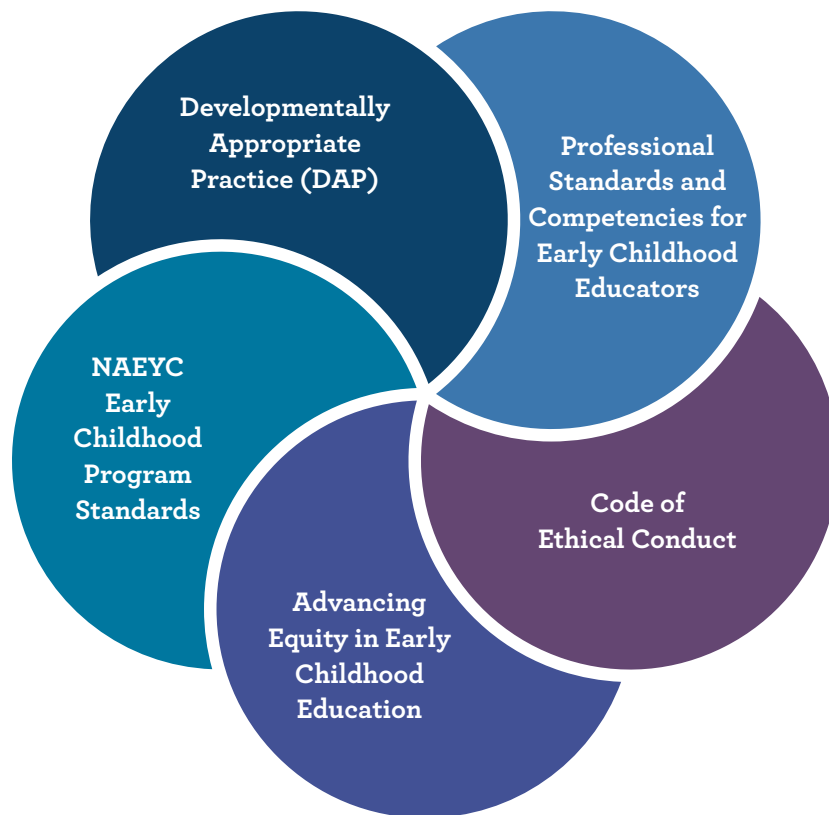 Developmentally
Appropriate
Practice (DAP)
Professional
Standards and
Competencies for
Early Childhood
Educators
NAEYC
Early
Childhood
Program
Standards
Code of
Ethical Conduct
Advancing
Equity in Early
Childhood
Education